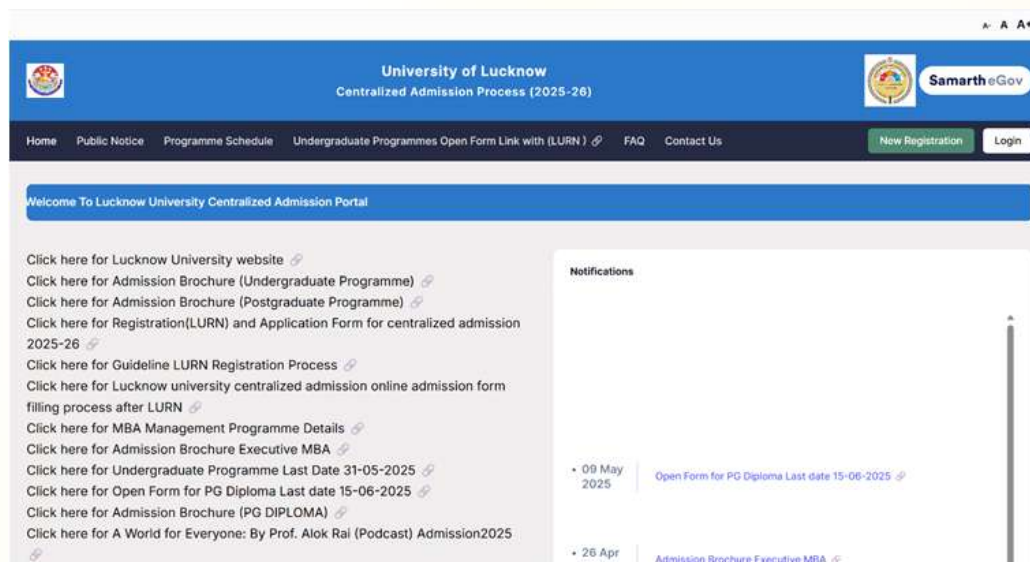 A- A A+
University of Lucknow
Centralized Admission Process (2025-26)
Samarth eGov
Home Public Notice Programme Schedule Undergraduate Programmes Open Form Link with (LURN ) FAQ Contact Us New Registration Login
Welcome To Lucknow University Centralized Admission Portal
Click here for Lucknow University website
Click here for Admission Brochure (Undergraduate Programme)
Click here for Admission Brochure (Postgraduate Programme)
Click here for Registration(LURN) and Application Form for centralized admission
2025-26
Click here for Guideline LURN Registration Process
Click here for Lucknow university centralized admission online admission form
filling process after LURN
Click here for MBA Management Programme Details
Click here for Admission Brochure Executive MBA
Click here for Undergraduate Programme Last Date 31-05-2025
Click here for Open Form for PG Diploma Last date 15-06-2025
Click here for Admission Brochure (PG DIPLOMA)
Click here for A World for Everyone: By Prof. Alok Rai (Podcast) Admission2025
Notifications
• 09 May
2025
Open Form for PG Diploma Last date 15-06-2025
• 26 Apr
Admission Brochure Executive MBA